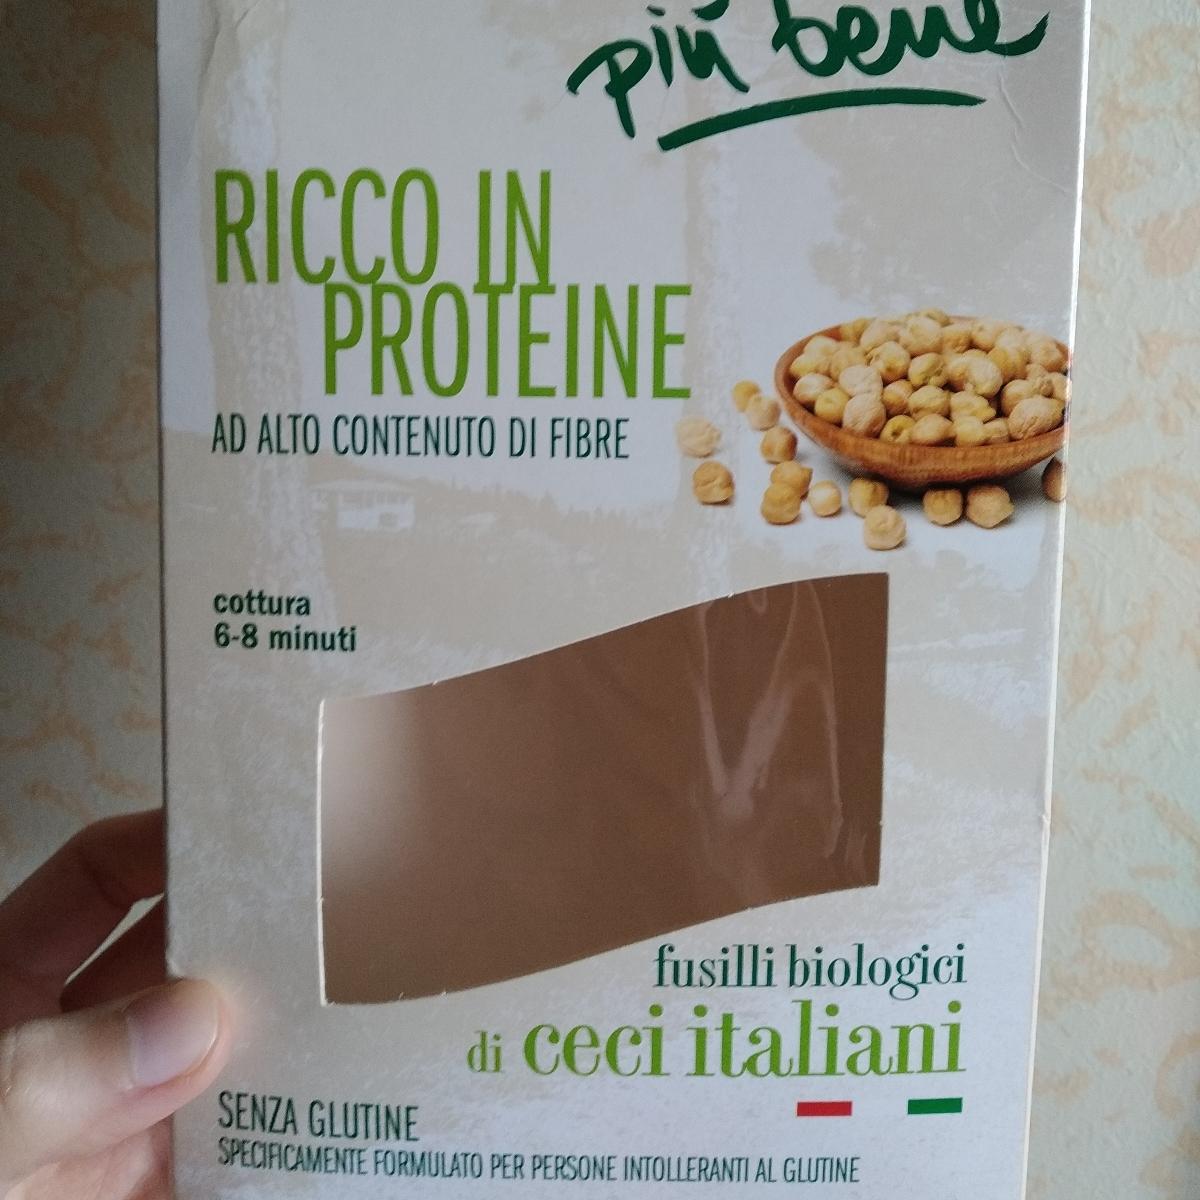 più bene
RICCO IN
PROTEINE
AD ALTO CONTENUTO DI FIBRE
cottura
6-8 minuti
fusilli biologici
di ceci italiani
SENZA GLUTINE
SPECIFICAMENTE FORMULATO PER PERSONE INTOLLERANTI AL GLUTINE